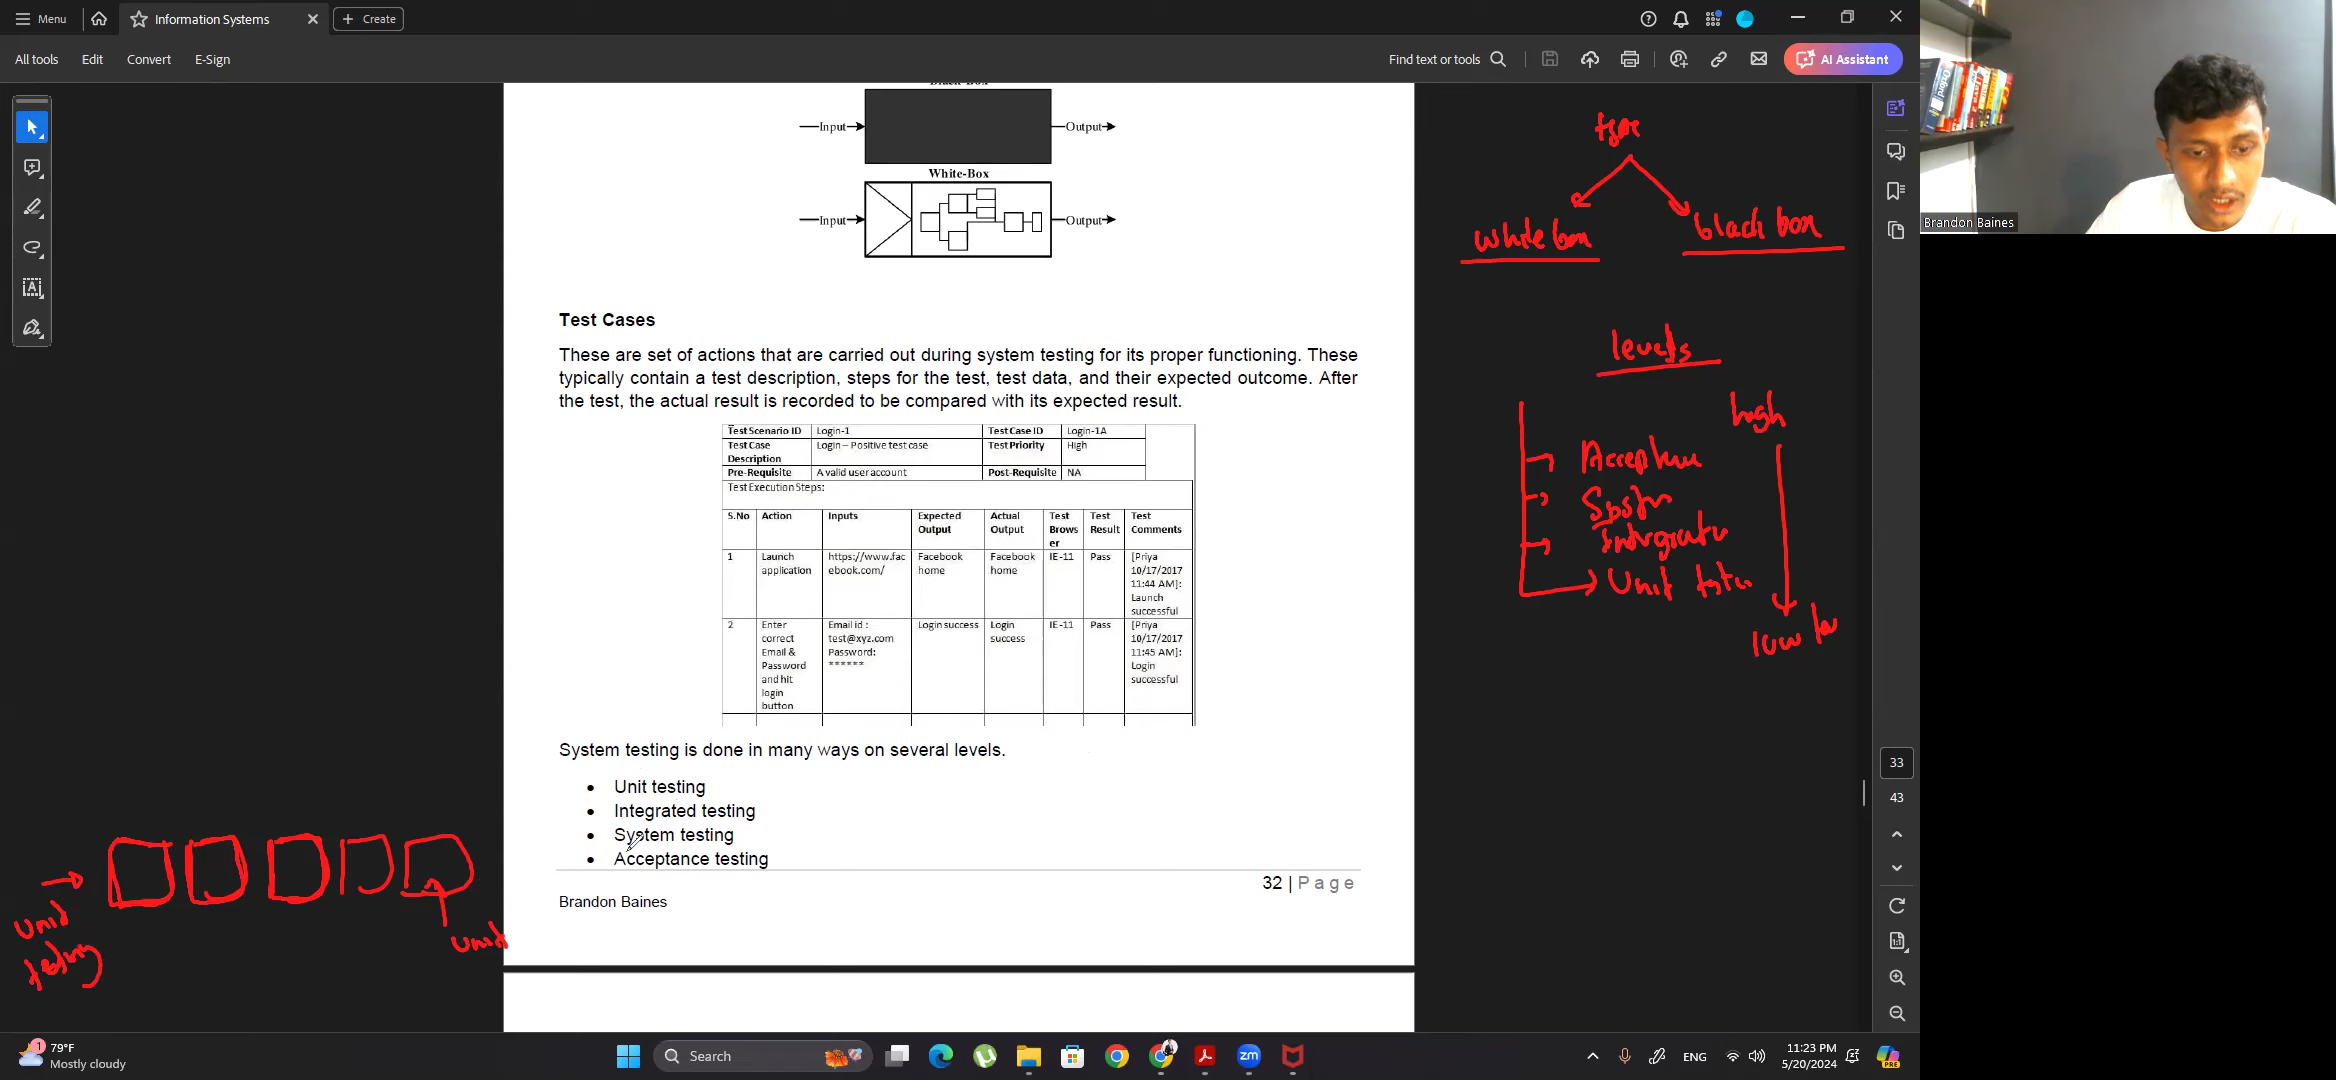 Menu
Information Systems
Create
All tools
Edit
Convert
E-Sign
Find text or tools
AI Assistant
Input
Output
White-Box
Input
Output
Test Cases
These are set of actions that are carried out during system testing for its proper functioning. These
typically contain a test description, steps for the test, test data, and their expected outcome. After
the test, the actual result is recorded to be compared with its expected result.
Test Scenario ID Login-1 Test Case ID Login-1A
Test Case Description Login – Positive test case Test Priority High
Pre-Requisite A valid user account Post-Requisite NA
Test Execution Steps:
S.No Action Inputs Expected Output Actual Output Test Brows er Test Result Test Comments
1 Launch application https://www.fac ebook.com/ Facebook home Facebook home IE-11 Pass [Priya 10/17/2017 11:44 AM]: Launch successful
2 Enter correct Email & Password and hit login button Email id : test@xyz.com Password: ****** Login success Login success IE-11 Pass [Priya 10/17/2017 11:45 AM]: Login successful
System testing is done in many ways on several levels.
• Unit testing
• Integrated testing
• System testing
• Acceptance testing
32 | Page
Brandon Baines
white box
black box
levels
high
Unit
low
unit
testing
unit
Brandon Baines
33
43
1
79°F
Mostly cloudy
Search
zm
ENG
11:23 PM
5/20/2024
PRE